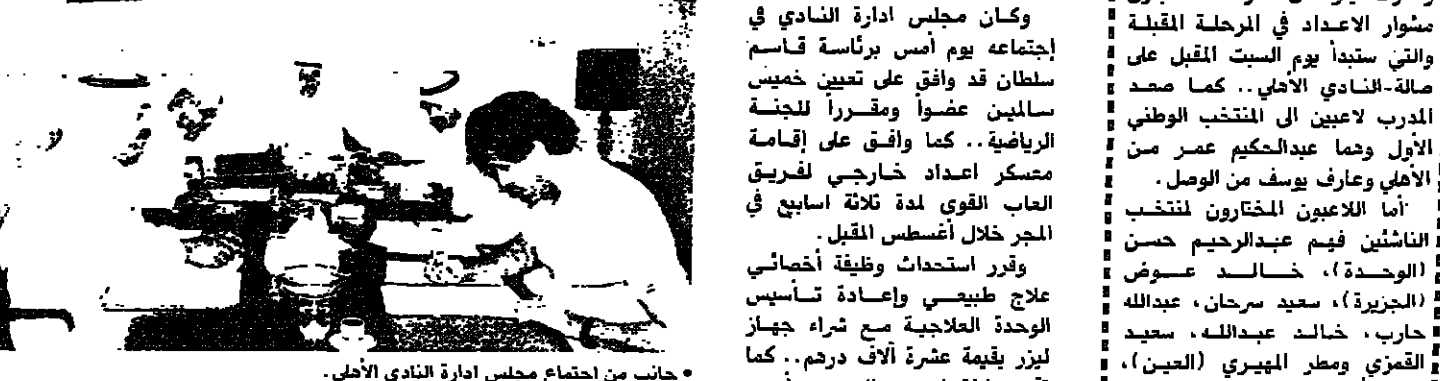 مشوار الاعداد في المرحلة المقبلة
والتي ستبدأ يوم السبت المقبل على
صالة-النادي الأهلي.. كما صعد
المدرب لاعبين الى المنتخب الوطني
الأول وهما عبدالحكيم عمر من
الأهلي وعارف يوسف من الوصل.
أما اللاعبون المختارون لمنتخب
الناشئين فيهم عبدالرحيم حسن
(الوحدة)، خالد عوض
(الجزيرة)، سعيد سرحان، عبدالله
حارب، خالد عبدالله، سعيد
القمزي ومطر المهيري (العين)،
وكان مجلس ادارة النادي في
إجتماعه يوم أمس برئاسة قاسم
سلطان قد وافق على تعيين خميس
سالمين عضواً ومقرراً للجنة
الرياضية.. كما وافق على إقامة
معسكر اعداد خارجي لفريق
العاب القوى لمدة ثلاثة اسابيع في
المجر خلال أغسطس المقبل.
وقرر استحداث وظيفة أخصائي
علاج طبيعي وإعادة تأسيس
الوحدة العلاجية مع شراء جهاز
ليزر بقيمة عشرة آلاف درهم.. كما
• جانب من اجتماع مجلس ادارة النادي الأهلي.